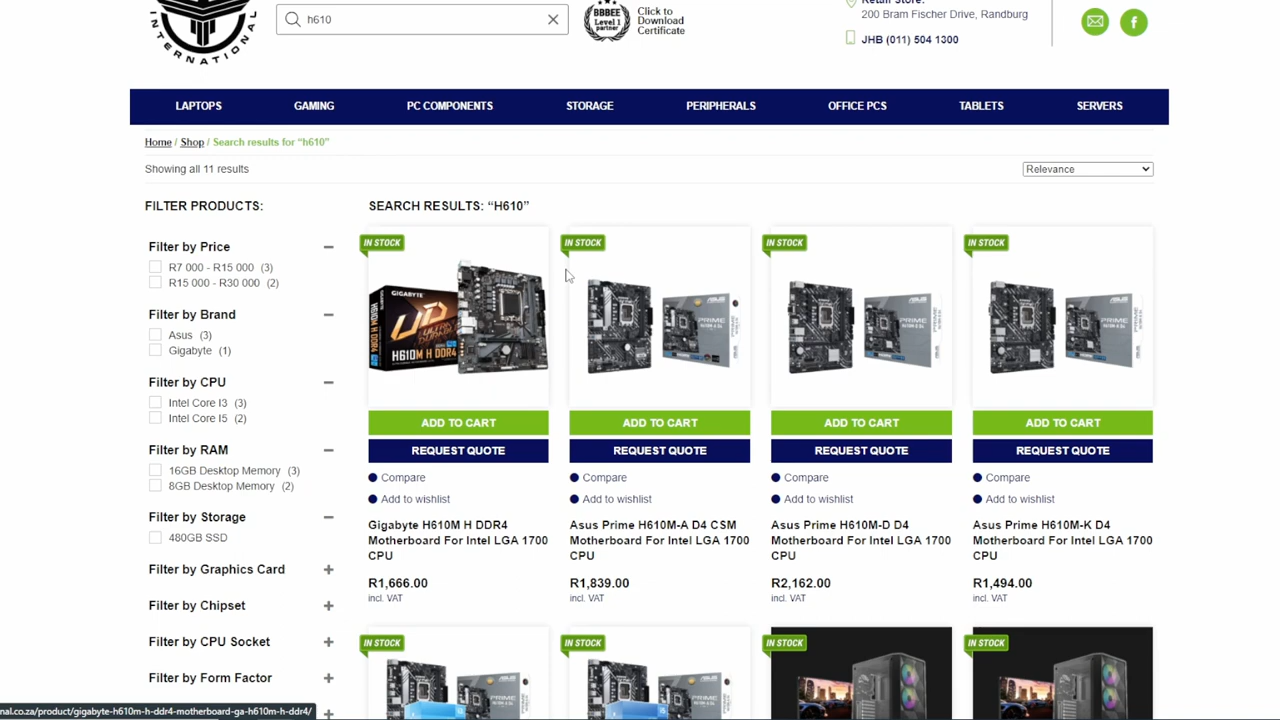 INTERNATIONAL
h610
BBBEE
Level 1
partner
Click to
Download
Certificate
Retail Store:
200 Bram Fischer Drive, Randburg
JHB (011) 504 1300
LAPTOPS GAMING PC COMPONENTS STORAGE PERIPHERALS OFFICE PCS TABLETS SERVERS
Home / Shop / Search results for “h610”
Showing all 11 results
Relevance
FILTER PRODUCTS:
Filter by Price
R7 000 - R15 000 (3)
R15 000 - R30 000 (2)
Filter by Brand
Asus (3)
Gigabyte (1)
Filter by CPU
Intel Core I3 (3)
Intel Core I5 (2)
Filter by RAM
16GB Desktop Memory (3)
8GB Desktop Memory (2)
Filter by Storage
480GB SSD
Filter by Graphics Card
Filter by Chipset
Filter by CPU Socket
Filter by Form Factor
SEARCH RESULTS: “H610”
IN STOCK IN STOCK IN STOCK IN STOCK
GIGABYTE
UD
ULTRA DURABLE
H610M H DDR4
ASUS PRIME
ASUS PRIME
ASUS PRIME
ADD TO CART ADD TO CART ADD TO CART ADD TO CART
REQUEST QUOTE REQUEST QUOTE REQUEST QUOTE REQUEST QUOTE
Compare Compare Compare Compare
Add to wishlist Add to wishlist Add to wishlist Add to wishlist
Gigabyte H610M H DDR4
Motherboard For Intel LGA 1700
CPU
R1,666.00
incl. VAT
Asus Prime H610M-A D4 CSM
Motherboard For Intel LGA 1700
CPU
R1,839.00
incl. VAT
Asus Prime H610M-D D4
Motherboard For Intel LGA 1700
CPU
R2,162.00
incl. VAT
Asus Prime H610M-K D4
Motherboard For Intel LGA 1700
CPU
R1,494.00
incl. VAT
IN STOCK IN STOCK IN STOCK IN STOCK
PRIME PRIME
nal.co.za/product/gigabyte-h610m-h-ddr4-motherboard-ga-h610m-h-ddr4/